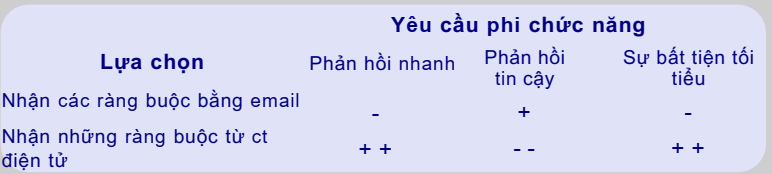 Yêu cầu phi chức năng
Lựa chọn Phản hồi nhanh Phản hồi tin cậy Sự bất tiện tối tiểu
Nhận các ràng buộc bằng email - + -
Nhận những ràng buộc từ ct điện tử + + - - + +